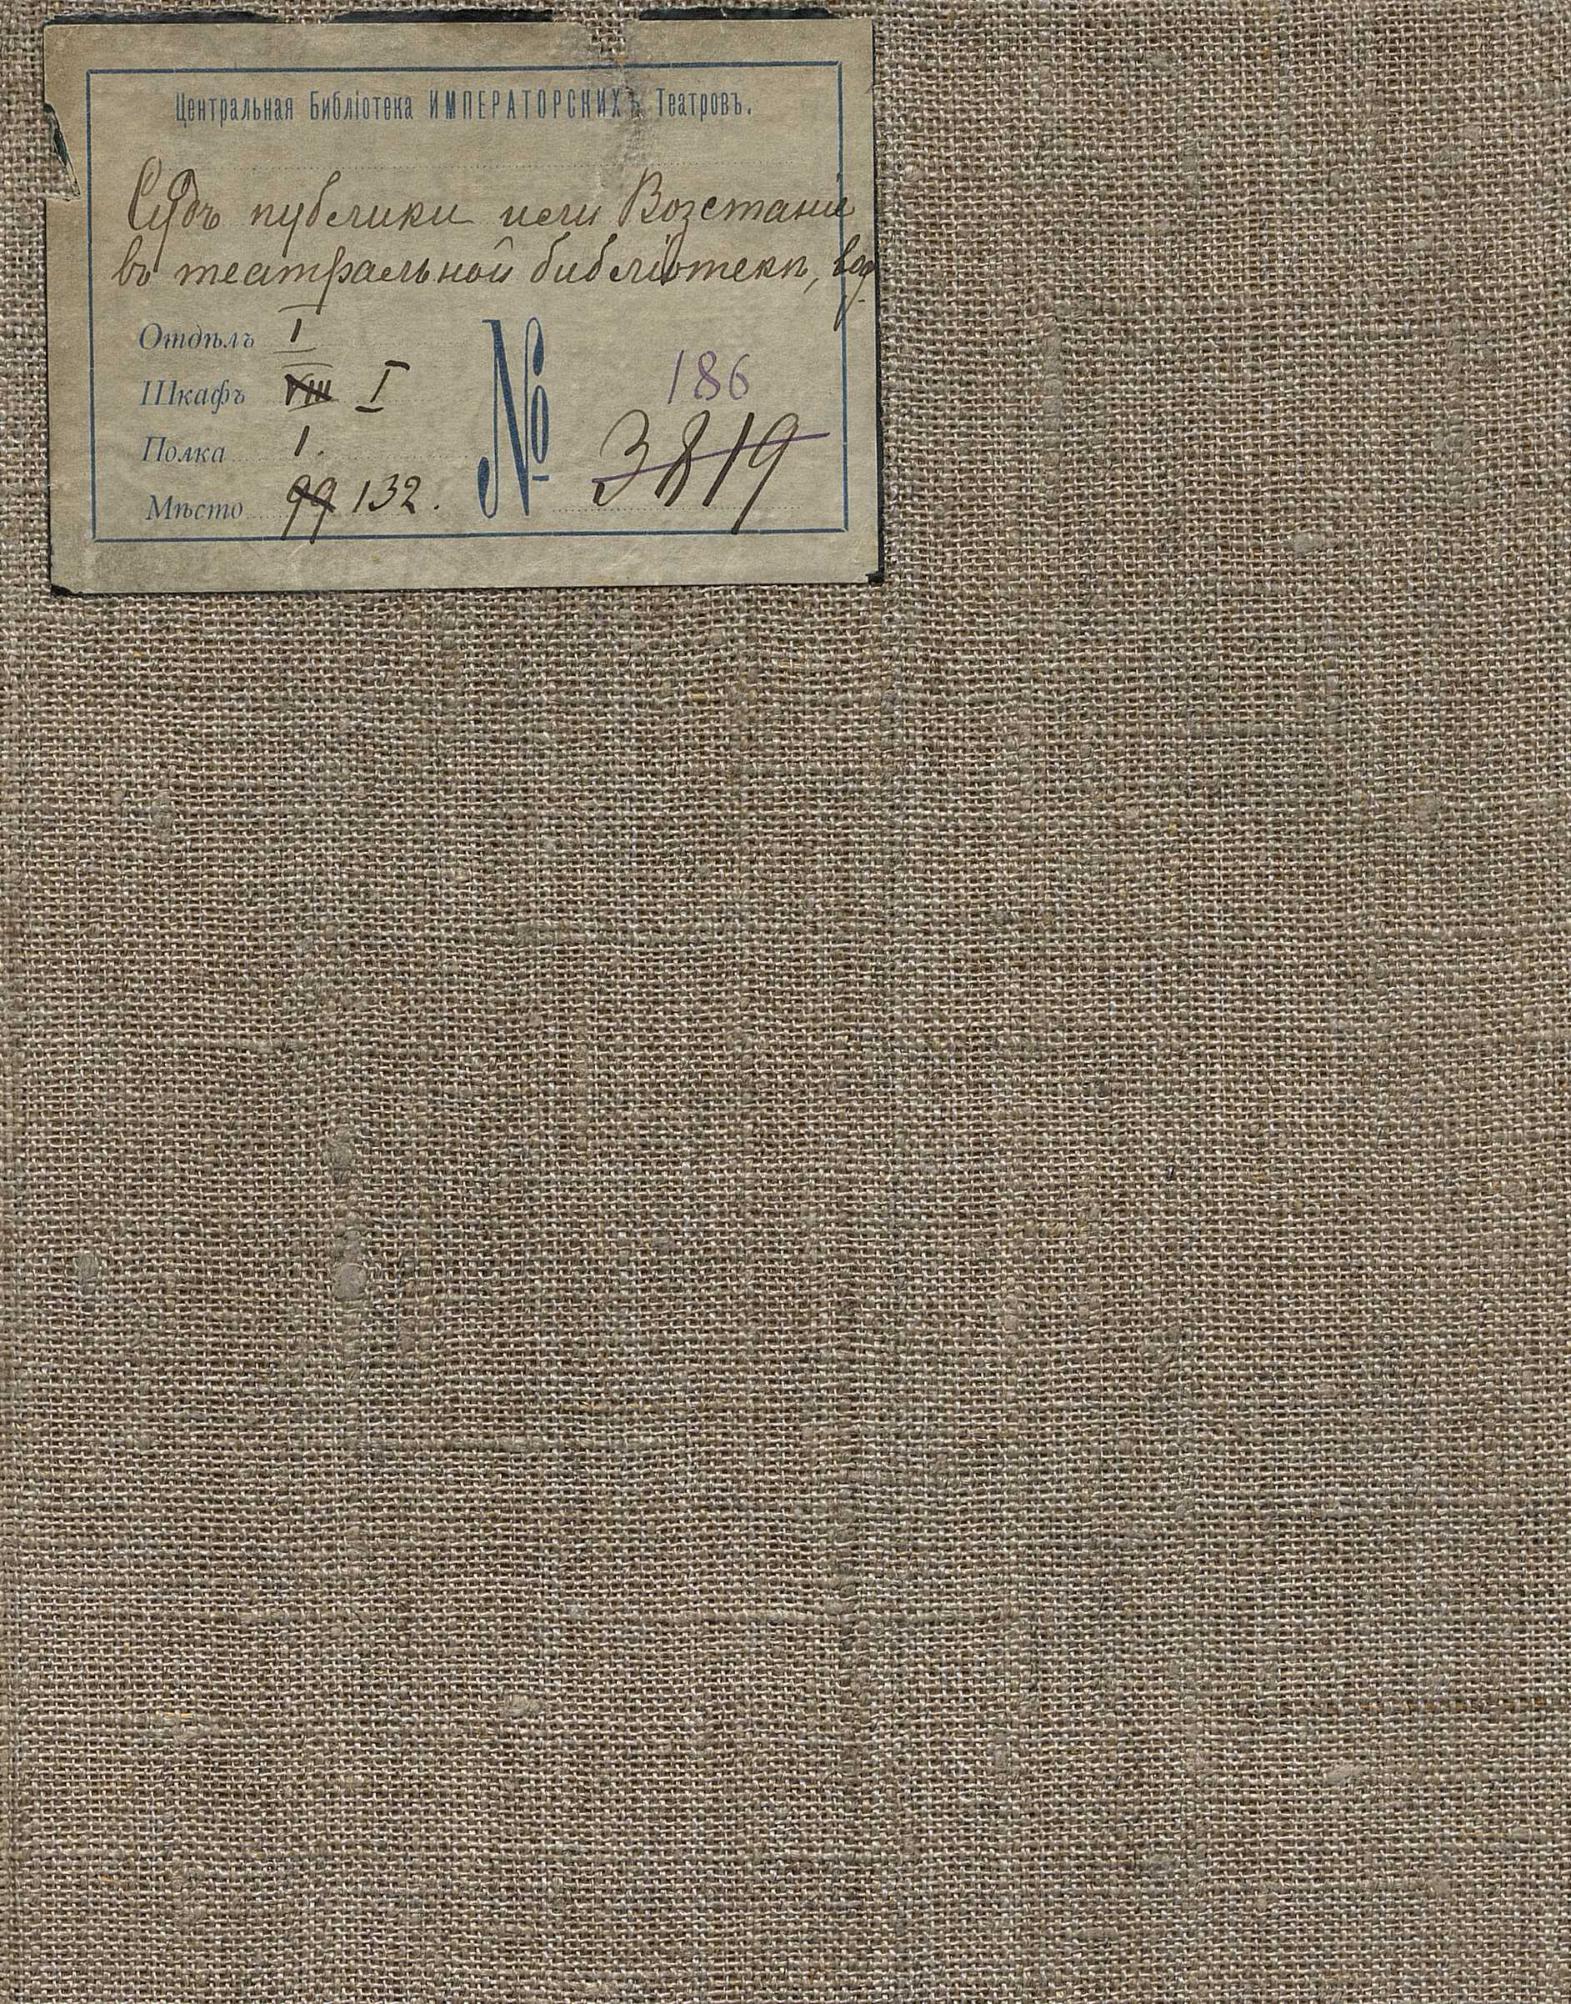 Центральная Библіотека ИМПЕРАТОРСКИХЪ Театровъ.
Судъ публики или Возстаніе
въ театральной библіотекѣ, вод.
Отдѣлъ I
Шкафъ VIII I
Полка 1.
Мѣсто 99 132.
№ 186
3819